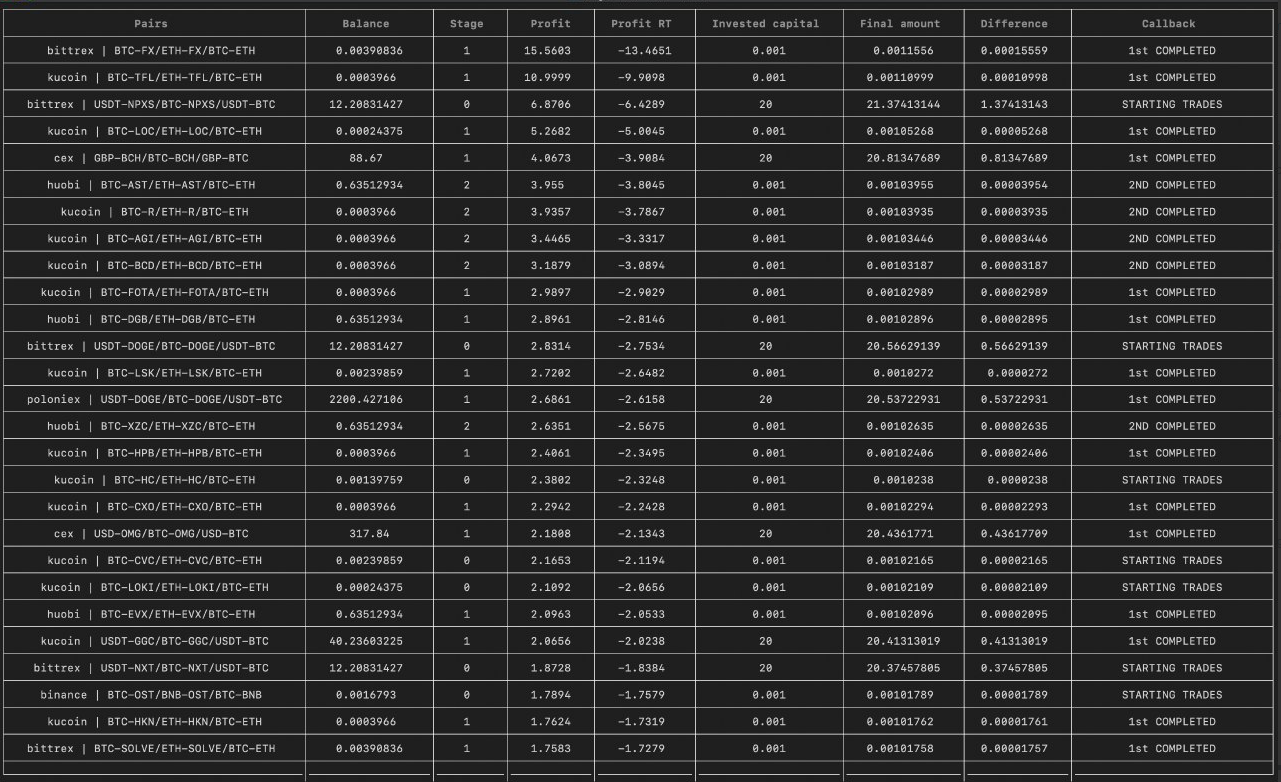 Pairs Balance Stage Profit Profit RT Invested capital Final amount Difference Callback
bittrex | BTC-FX/ETH-FX/BTC-ETH 0.00390836 1 15.5603 -13.4651 0.001 0.0011556 0.00015559 1st COMPLETED
kucoin | BTC-TFL/ETH-TFL/BTC-ETH 0.0003966 1 10.9999 -9.9098 0.001 0.00110999 0.00010998 1st COMPLETED
bittrex | USDT-NPXS/BTC-NPXS/USDT-BTC 12.20831427 0 6.8706 -6.4289 20 21.37413144 1.37413143 STARTING TRADES
kucoin | BTC-LOC/ETH-LOC/BTC-ETH 0.00024375 1 5.2682 -5.0045 0.001 0.00105268 0.00005268 1st COMPLETED
cex | GBP-BCH/BTC-BCH/GBP-BTC 88.67 1 4.0673 -3.9084 20 20.81347689 0.81347689 1st COMPLETED
huobi | BTC-AST/ETH-AST/BTC-ETH 0.63512934 2 3.955 -3.8045 0.001 0.00103955 0.00003954 2ND COMPLETED
kucoin | BTC-R/ETH-R/BTC-ETH 0.0003966 2 3.9357 -3.7867 0.001 0.00103935 0.00003935 2ND COMPLETED
kucoin | BTC-AGI/ETH-AGI/BTC-ETH 0.0003966 2 3.4465 -3.3317 0.001 0.00103446 0.00003446 2ND COMPLETED
kucoin | BTC-BCD/ETH-BCD/BTC-ETH 0.0003966 2 3.1879 -3.0894 0.001 0.00103187 0.00003187 2ND COMPLETED
kucoin | BTC-FOTA/ETH-FOTA/BTC-ETH 0.0003966 1 2.9897 -2.9029 0.001 0.00102989 0.00002989 1st COMPLETED
huobi | BTC-DGB/ETH-DGB/BTC-ETH 0.63512934 1 2.8961 -2.8146 0.001 0.00102896 0.00002895 1st COMPLETED
bittrex | USDT-DOGE/BTC-DOGE/USDT-BTC 12.20831427 0 2.8314 -2.7534 20 20.56629139 0.56629139 STARTING TRADES
kucoin | BTC-LSK/ETH-LSK/BTC-ETH 0.00239859 1 2.7202 -2.6482 0.001 0.0010272 0.0000272 1st COMPLETED
poloniex | USDT-DOGE/BTC-DOGE/USDT-BTC 2200.427106 1 2.6861 -2.6158 20 20.53722931 0.53722931 1st COMPLETED
huobi | BTC-XZC/ETH-XZC/BTC-ETH 0.63512934 2 2.6351 -2.5675 0.001 0.00102635 0.00002635 2ND COMPLETED
kucoin | BTC-HPB/ETH-HPB/BTC-ETH 0.0003966 1 2.4061 -2.3495 0.001 0.00102406 0.00002406 1st COMPLETED
kucoin | BTC-HC/ETH-HC/BTC-ETH 0.00139759 0 2.3802 -2.3248 0.001 0.0010238 0.0000238 STARTING TRADES
kucoin | BTC-CXO/ETH-CXO/BTC-ETH 0.0003966 1 2.2942 -2.2428 0.001 0.00102294 0.00002293 1st COMPLETED
cex | USD-OMG/BTC-OMG/USD-BTC 317.84 1 2.1808 -2.1343 20 20.4361771 0.43617709 1st COMPLETED
kucoin | BTC-CVC/ETH-CVC/BTC-ETH 0.00239859 0 2.1653 -2.1194 0.001 0.00102165 0.00002165 STARTING TRADES
kucoin | BTC-LOKI/ETH-LOKI/BTC-ETH 0.00024375 0 2.1092 -2.0656 0.001 0.00102109 0.00002109 STARTING TRADES
huobi | BTC-EVX/ETH-EVX/BTC-ETH 0.63512934 1 2.0963 -2.0533 0.001 0.00102096 0.00002095 1st COMPLETED
kucoin | USDT-GGC/BTC-GGC/USDT-BTC 40.23603225 1 2.0656 -2.0238 20 20.41313019 0.41313019 1st COMPLETED
bittrex | USDT-NXT/BTC-NXT/USDT-BTC 12.20831427 0 1.8728 -1.8384 20 20.37457805 0.37457805 STARTING TRADES
binance | BTC-OST/BNB-OST/BTC-BNB 0.0016793 0 1.7894 -1.7579 0.001 0.00101789 0.00001789 STARTING TRADES
kucoin | BTC-HKN/ETH-HKN/BTC-ETH 0.0003966 1 1.7624 -1.7319 0.001 0.00101762 0.00001761 1st COMPLETED
bittrex | BTC-SOLVE/ETH-SOLVE/BTC-ETH 0.00390836 1 1.7583 -1.7279 0.001 0.00101758 0.00001757 1st COMPLETED